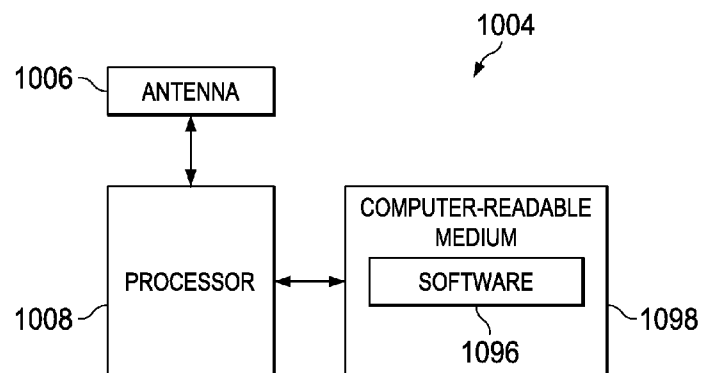 1004
1006
ANTENNA
COMPUTER-READABLE
MEDIUM
PROCESSOR
SOFTWARE
1008
1096
1098